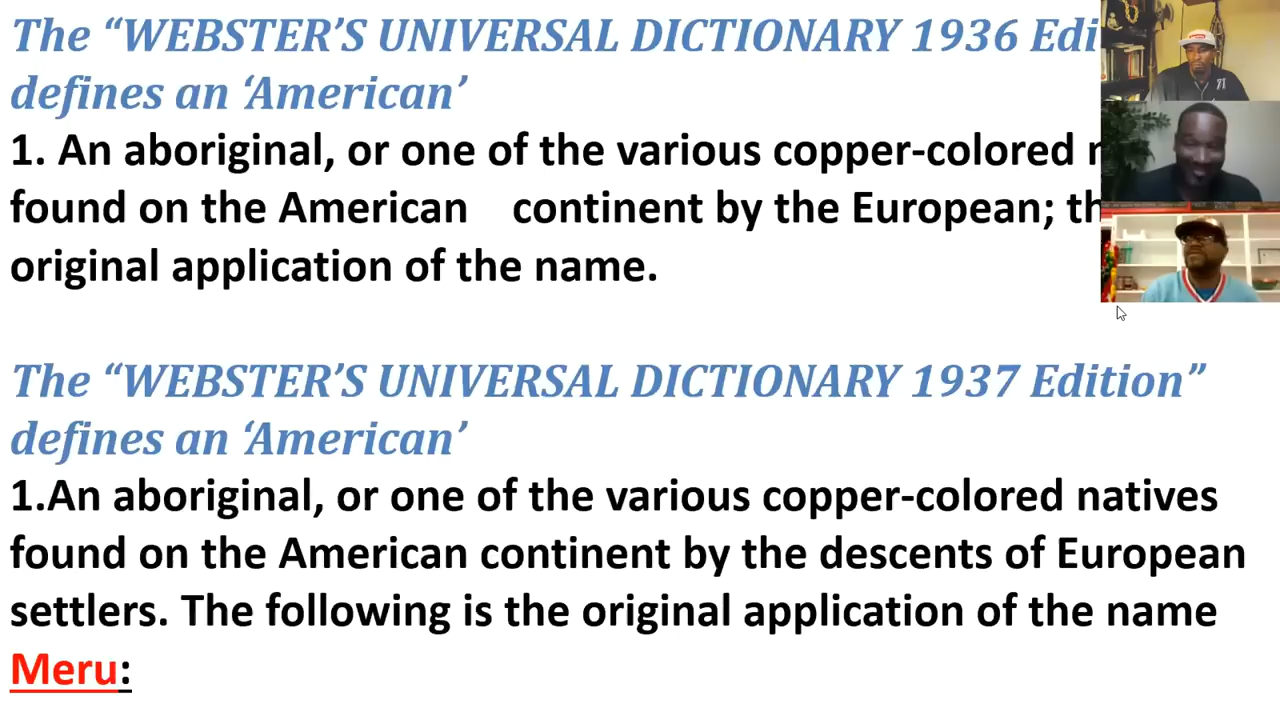 The “WEBSTER’S UNIVERSAL DICTIONARY 1936
defines an ‘American’
1. An aboriginal, or one of the various copper-colored
found on the American continent by the European;
original application of the name.
The “WEBSTER’S UNIVERSAL DICTIONARY 1937 Edition”
defines an ‘American’
1.An aboriginal, or one of the various copper-colored natives
found on the American continent by the descents of European
settlers. The following is the original application of the name
Meru: